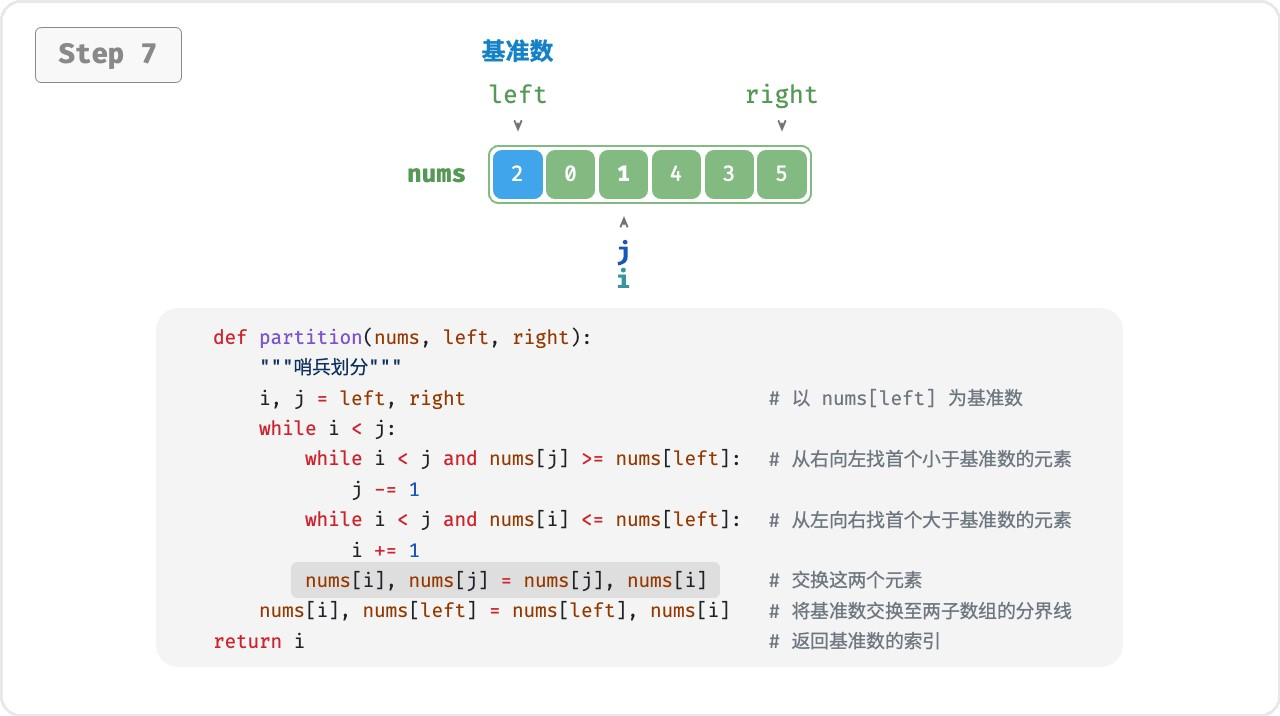 Step 7
基准数
left right
nums 2 0 1 4 3 5
j
i
def partition(nums, left, right):
"""哨兵划分"""
i, j = left, right # 以 nums[left] 为基准数
while i < j:
while i < j and nums[j] >= nums[left]: # 从右向左找首个小于基准数的元素
j -= 1
while i < j and nums[i] <= nums[left]: # 从左向右找首个大于基准数的元素
i += 1
nums[i], nums[j] = nums[j], nums[i] # 交换这两个元素
nums[i], nums[left] = nums[left], nums[i] # 将基准数交换至两子数组的分界线
return i # 返回基准数的索引